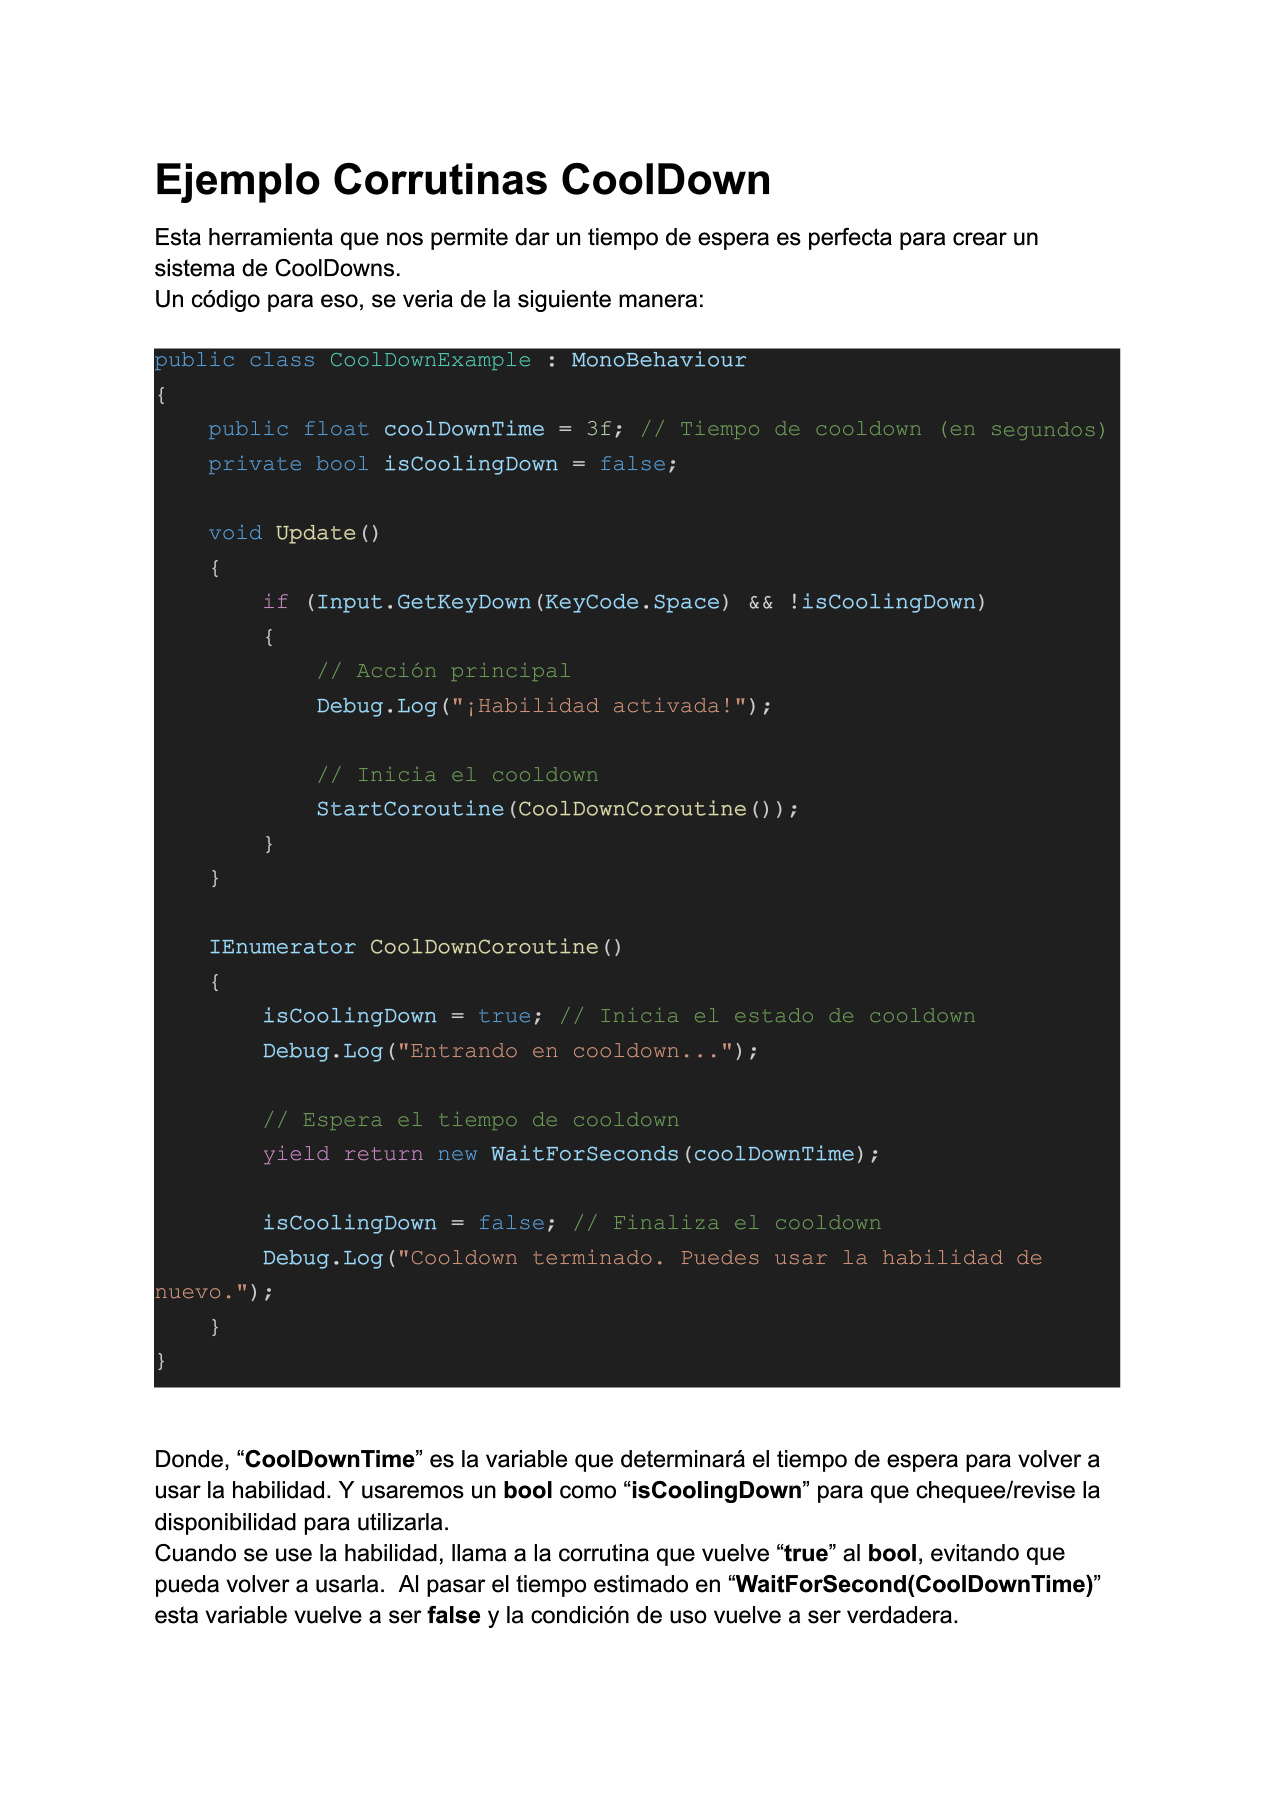 Ejemplo Corrutinas CoolDown
Esta herramienta que nos permite dar un tiempo de espera es perfecta para crear un
sistema de CoolDowns.
Un código para eso, se veria de la siguiente manera:
public class CoolDownExample : MonoBehaviour
{
    public float coolDownTime = 3f; // Tiempo de cooldown (en segundos)
    private bool isCoolingDown = false;
    void Update()
    {
        if (Input.GetKeyDown(KeyCode.Space) && !isCoolingDown)
        {
            // Acción principal
            Debug.Log("¡Habilidad activada!");
            // Inicia el cooldown
            StartCoroutine(CoolDownCoroutine());
        }
    }
    IEnumerator CoolDownCoroutine()
    {
        isCoolingDown = true; // Inicia el estado de cooldown
        Debug.Log("Entrando en cooldown...");
        // Espera el tiempo de cooldown
        yield return new WaitForSeconds(coolDownTime);
        isCoolingDown = false; // Finaliza el cooldown
        Debug.Log("Cooldown terminado. Puedes usar la habilidad de
nuevo.");
    }
}
Donde, “CoolDownTime” es la variable que determinará el tiempo de espera para volver a
usar la habilidad. Y usaremos un bool como “isCoolingDown” para que chequee/revise la
disponibilidad para utilizarla.
Cuando se use la habilidad, llama a la corrutina que vuelve “true” al bool, evitando que
pueda volver a usarla.  Al pasar el tiempo estimado en “WaitForSecond(CoolDownTime)”
esta variable vuelve a ser false y la condición de uso vuelve a ser verdadera.